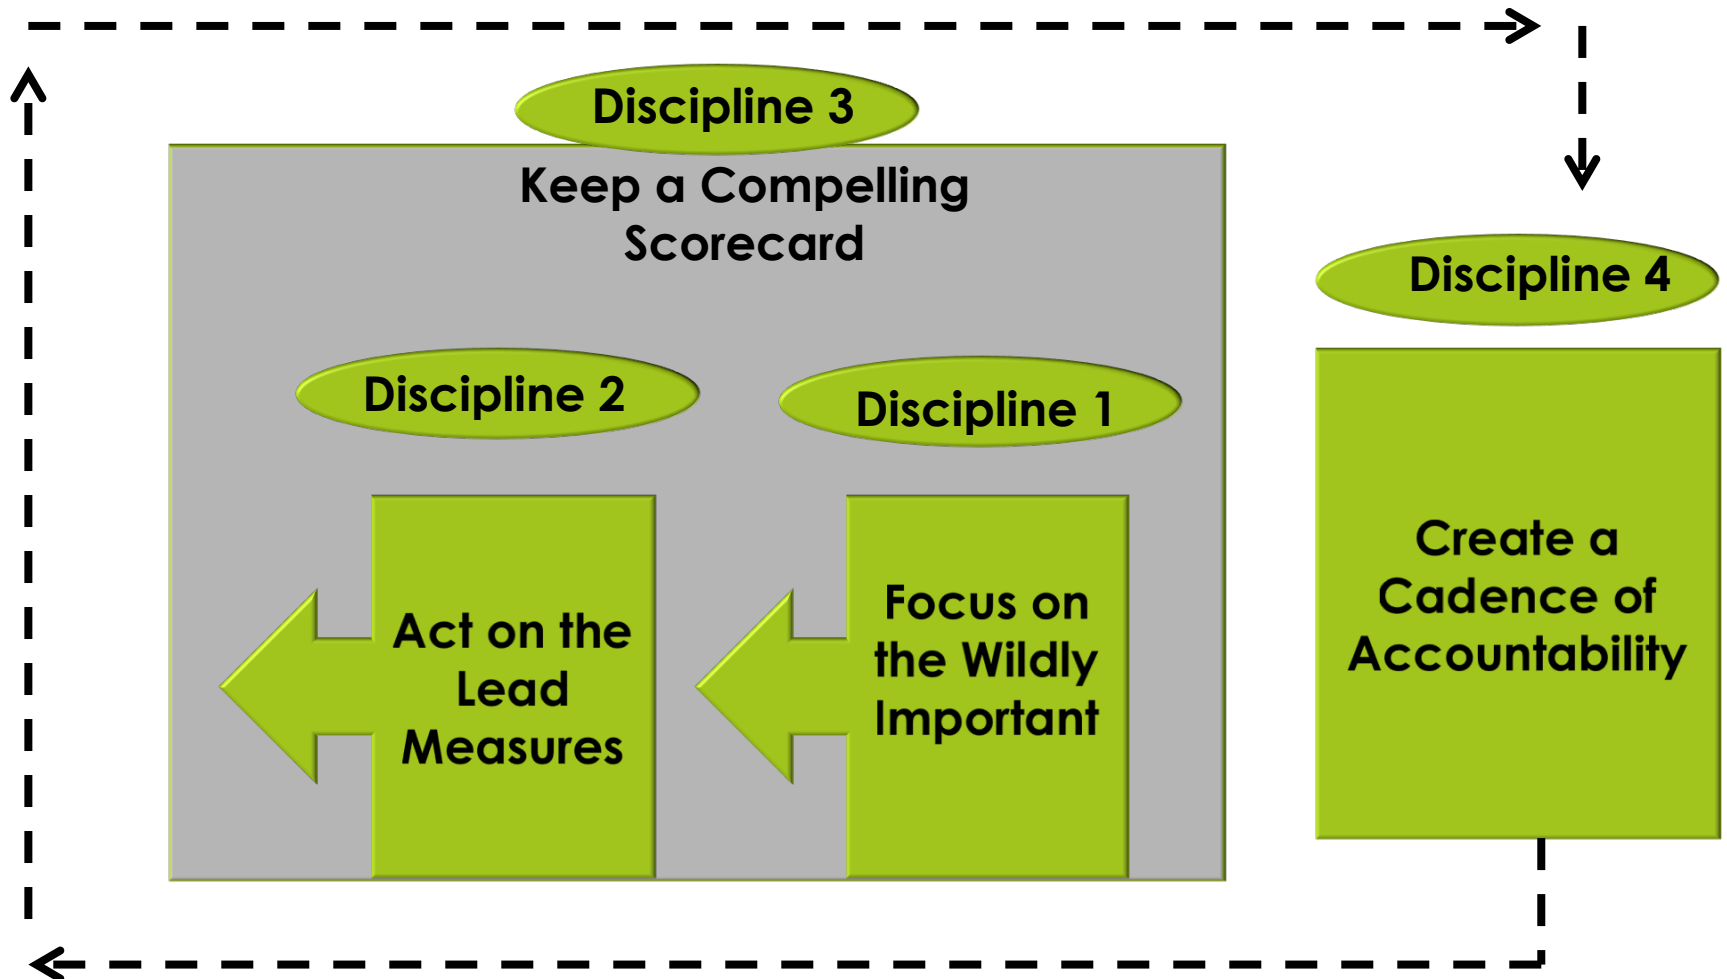 Discipline 3
Keep a Compelling
Scorecard
Discipline 2
Act on the
Lead
Measures
Discipline 1
Focus on
the Wildly
Important
Discipline 4
Create a
Cadence of
Accountability